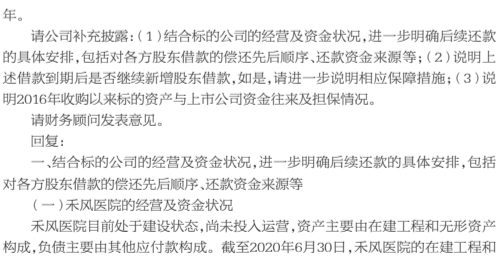 年。
请公司补充披露:(1)结合标的公司的经营及资金状况,进一步明确后续还款
的具体安排,包括对各方股东借款的偿还先后顺序、还款资金来源等;(2)说明上
述借款到期后是否继续新增股东借款,如是,请进一步说明相应保障措施;(3)说
明2016年收购以来标的资产与上市公司资金往来及担保情况。
请财务顾问发表意见。
回复:
一、结合标的公司的经营及资金状况,进一步明确后续还款的具体安排,包括
对各方股东借款的偿还先后顺序、还款资金来源等
(一)禾风医院的经营及资金状况
禾风医院目前处于建设状态,尚未投入运营,资产主要由在建工程和无形资产
构成,负债主要由其他应付款构成。截至2020年6月30日,禾风医院的在建工程和